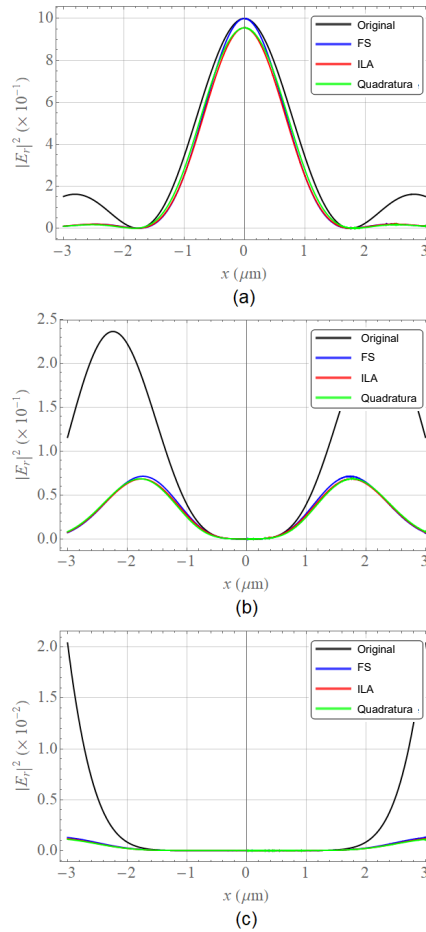 |E_r|^2 (× 10^{-1})
10
8
6
4
2
0
Original
FS
ILA
Quadratura
−3 −2 −1 0 1 2 3
x (μm)
(a)
|E_r|^2 (× 10^{-1})
2.5
2.0
1.5
1.0
0.5
0.0
Original
FS
ILA
Quadratura
−3 −2 −1 0 1 2 3
x (μm)
(b)
|E_r|^2 (× 10^{-2})
2.0
1.5
1.0
0.5
0.0
Original
FS
ILA
Quadratura
−3 −2 −1 0 1 2 3
x (μm)
(c)